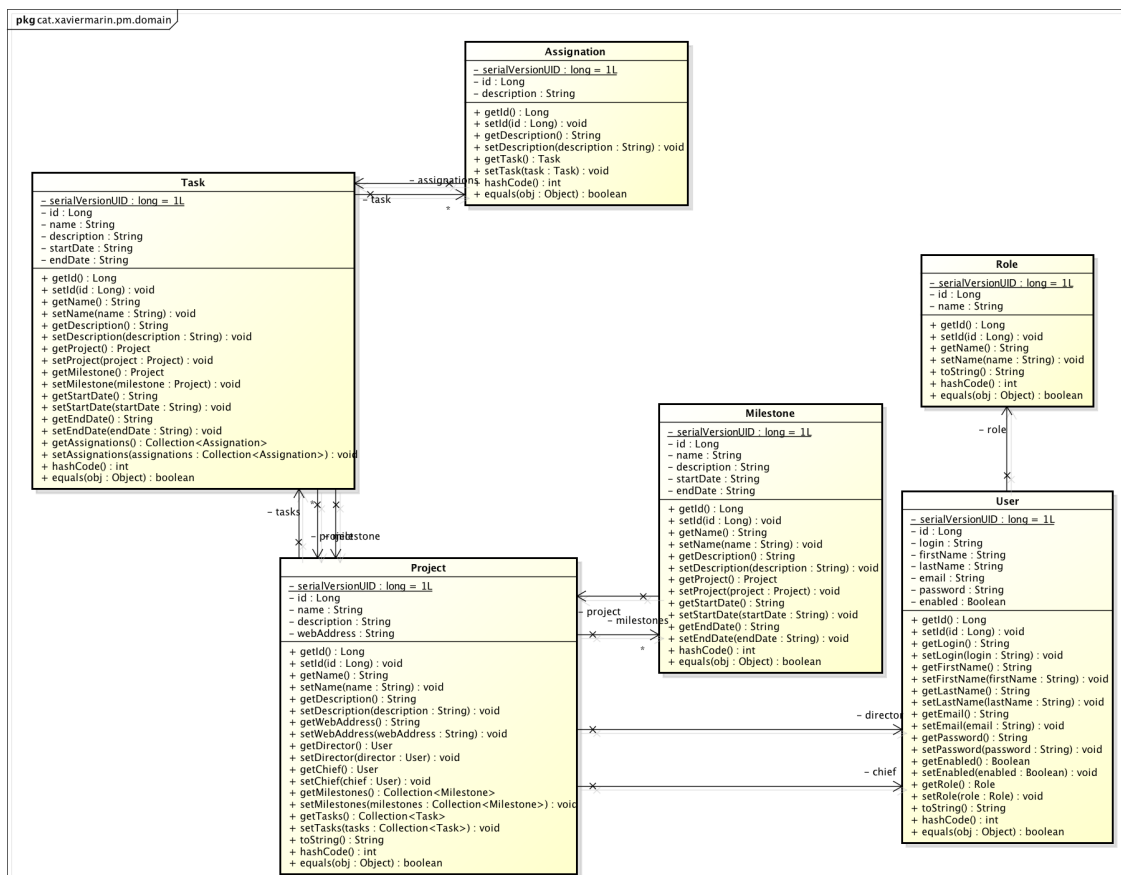 pkg cat.xaviermarin.pm.domain
Assignation
- serialVersionUID : long = 1L
- id : Long
- description : String
+ getId() : Long
+ setId(id : Long) : void
+ getDescription() : String
+ setDescription(description : String) : void
+ getTask() : Task
+ setTask(task : Task) : void
+ hashCode() : int
+ equals(obj : Object) : boolean
- assignations
- task
*
Task
- serialVersionUID : long = 1L
- id : Long
- name : String
- description : String
- startDate : String
- endDate : String
+ getId() : Long
+ setId(id : Long) : void
+ getName() : String
+ setName(name : String) : void
+ getDescription() : String
+ setDescription(description : String) : void
+ getProject() : Project
+ setProject(project : Project) : void
+ getMilestone() : Project
+ setMilestone(milestone : Project) : void
+ getStartDate() : String
+ setStartDate(startDate : String) : void
+ getEndDate() : String
+ setEndDate(endDate : String) : void
+ getAssignations() : Collection<Assignation>
+ setAssignations(assignations : Collection<Assignation>) : void
+ hashCode() : int
+ equals(obj : Object) : boolean
Role
- serialVersionUID : long = 1L
- id : Long
- name : String
+ getId() : Long
+ setId(id : Long) : void
+ getName() : String
+ setName(name : String) : void
+ toString() : String
+ hashCode() : int
+ equals(obj : Object) : boolean
- role
Milestone
- serialVersionUID : long = 1L
- id : Long
- name : String
- description : String
- startDate : String
- endDate : String
+ getId() : Long
+ setId(id : Long) : void
+ getName() : String
+ setName(name : String) : void
+ getDescription() : String
+ setDescription(description : String) : void
+ getProject() : Project
+ setProject(project : Project) : void
+ getStartDate() : String
+ setStartDate(startDate : String) : void
+ getEndDate() : String
+ setEndDate(endDate : String) : void
+ hashCode() : int
+ equals(obj : Object) : boolean
*
- tasks
- project
- milestone
- project
- milestones
*
Project
- serialVersionUID : long = 1L
- id : Long
- name : String
- description : String
- webAddress : String
+ getId() : Long
+ setId(id : Long) : void
+ getName() : String
+ setName(name : String) : void
+ getDescription() : String
+ setDescription(description : String) : void
+ getWebAddress() : String
+ setWebAddress(webAddress : String) : void
+ getDirector() : User
+ setDirector(director : User) : void
+ getChief() : User
+ setChief(chief : User) : void
+ getMilestones() : Collection<Milestone>
+ setMilestones(milestones : Collection<Milestone>) : void
+ getTasks() : Collection<Task>
+ setTasks(tasks : Collection<Task>) : void
+ toString() : String
+ hashCode() : int
+ equals(obj : Object) : boolean
- director
- chief
User
- serialVersionUID : long = 1L
- id : Long
- login : String
- firstName : String
- lastName : String
- email : String
- password : String
- enabled : Boolean
+ getId() : Long
+ setId(id : Long) : void
+ getLogin() : String
+ setLogin(login : String) : void
+ getFirstName() : String
+ setFirstName(firstName : String) : void
+ getLastName() : String
+ setLastName(lastName : String) : void
+ getEmail() : String
+ setEmail(email : String) : void
+ getPassword() : String
+ setPassword(password : String) : void
+ getEnabled() : Boolean
+ setEnabled(enabled : Boolean) : void
+ getRole() : Role
+ setRole(role : Role) : void
+ toString() : String
+ hashCode() : int
+ equals(obj : Object) : boolean